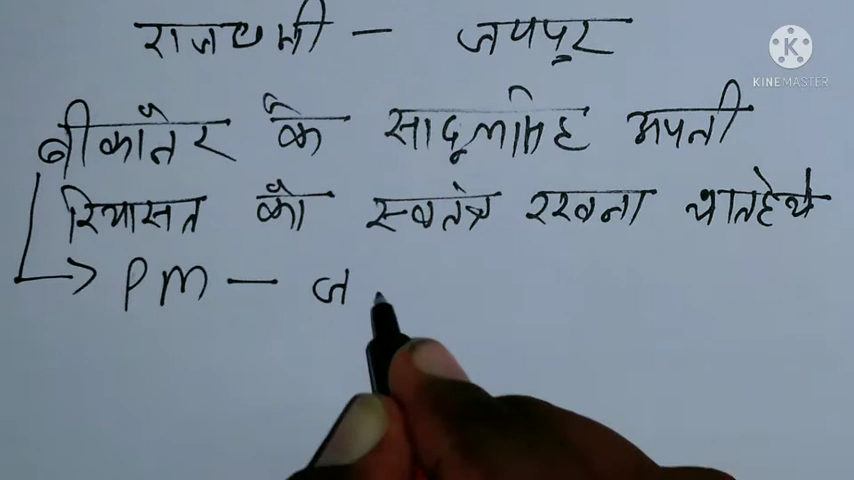 राजधानी - जयपुर
K
KINEMASTER
बीकानेर के सादूलसिंह अपनी
रियासत को स्वतंत्र रखना चाहतेथे
PM - ज